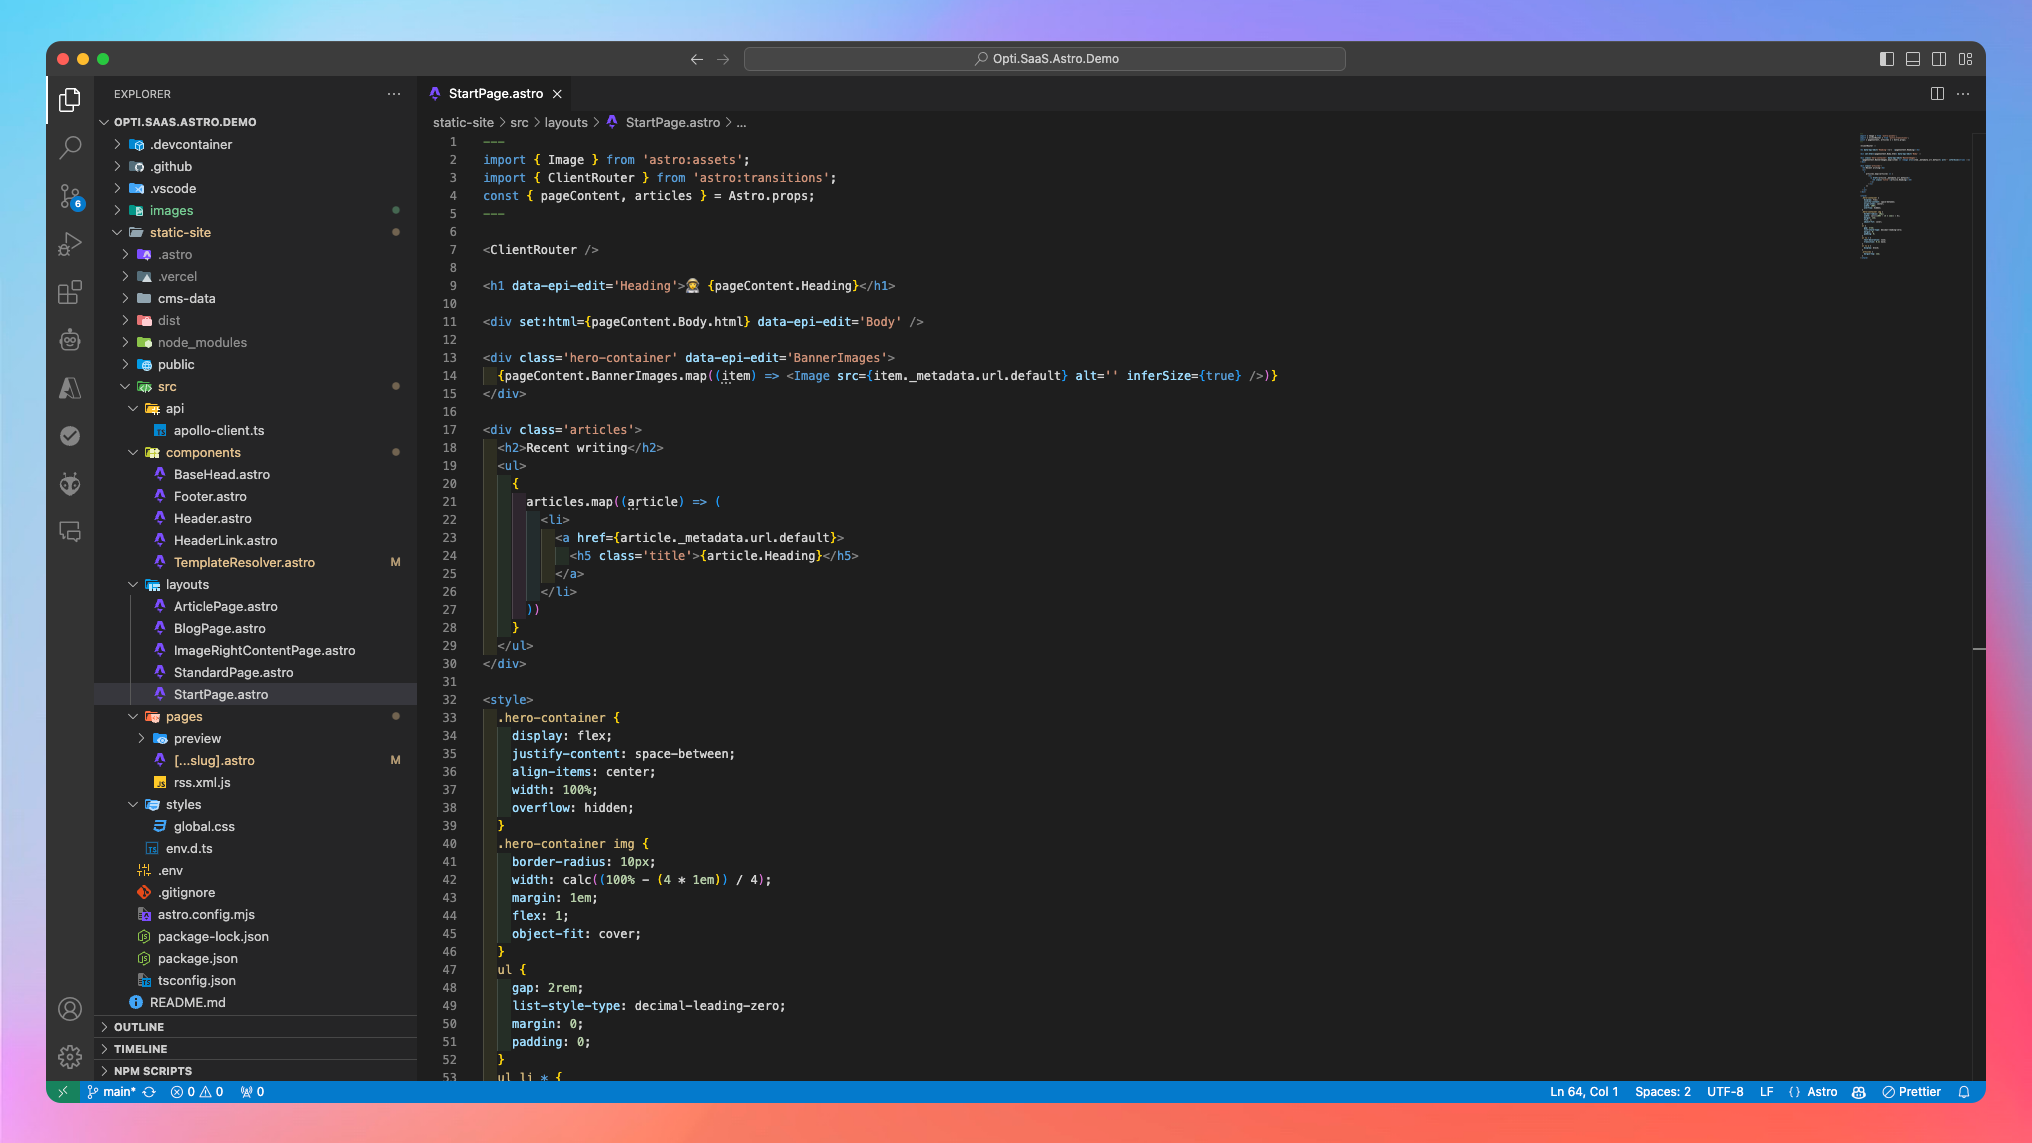 Opti.SaaS.Astro.Demo
EXPLORER
OPTI.SAAS.ASTRO.DEMO
.devcontainer
.github
.vscode
images
static-site
.astro
.vercel
cms-data
dist
node_modules
public
src
api
apollo-client.ts
components
BaseHead.astro
Footer.astro
Header.astro
HeaderLink.astro
TemplateResolver.astro M
layouts
ArticlePage.astro
BlogPage.astro
ImageRightContentPage.astro
StandardPage.astro
StartPage.astro
pages
preview
[...slug].astro M
rss.xml.js
styles
global.css
env.d.ts
.env
.gitignore
astro.config.mjs
package-lock.json
package.json
tsconfig.json
README.md
OUTLINE
TIMELINE
NPM SCRIPTS
6
StartPage.astro
static-site > src > layouts > StartPage.astro > ...
1 ---
2 import { Image } from 'astro:assets';
3 import { ClientRouter } from 'astro:transitions';
4 const { pageContent, articles } = Astro.props;
5 ---
6
7 <ClientRouter />
8
9 <h1 data-epi-edit='Heading'>👩‍🚀 {pageContent.Heading}</h1>
10
11 <div set:html={pageContent.Body.html} data-epi-edit='Body' />
12
13 <div class='hero-container' data-epi-edit='BannerImages'>
14 {pageContent.BannerImages.map((item) => <Image src={item._metadata.url.default} alt='' inferSize={true} />)}
15 </div>
16
17 <div class='articles'>
18 <h2>Recent writing</h2>
19 <ul>
20 {
21 articles.map((article) => (
22 <li>
23 <a href={article._metadata.url.default}>
24 <h5 class='title'>{article.Heading}</h5>
25 </a>
26 </li>
27 ))
28 }
29 </ul>
30 </div>
31
32 <style>
33 .hero-container {
34 display: flex;
35 justify-content: space-between;
36 align-items: center;
37 width: 100%;
38 overflow: hidden;
39 }
40 .hero-container img {
41 border-radius: 10px;
42 width: calc((100% - (4 * 1em)) / 4);
43 margin: 1em;
44 flex: 1;
45 object-fit: cover;
46 }
47 ul {
48 gap: 2rem;
49 list-style-type: decimal-leading-zero;
50 margin: 0;
51 padding: 0;
52 }
53 ul li * {
main* 0 0 0
Ln 64, Col 1 Spaces: 2 UTF-8 LF {} Astro Prettier